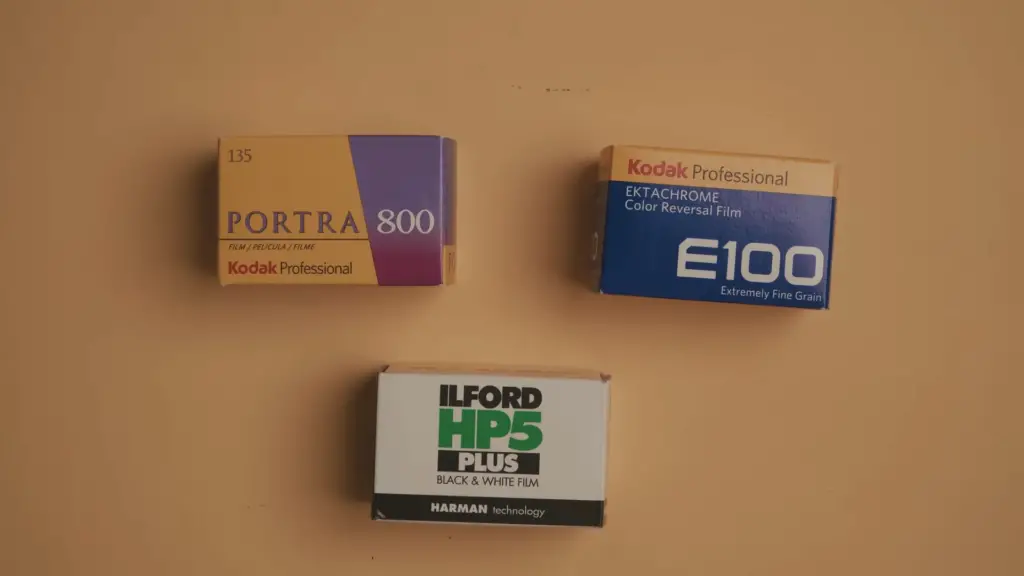 135
PORTRA 800
FILM / PELÍCULA / FILME
Kodak Professional
Kodak Professional
EKTACHROME
Color Reversal Film
E100
Extremely Fine Grain
ILFORD
HP5
PLUS
BLACK & WHITE FILM
HARMAN technology